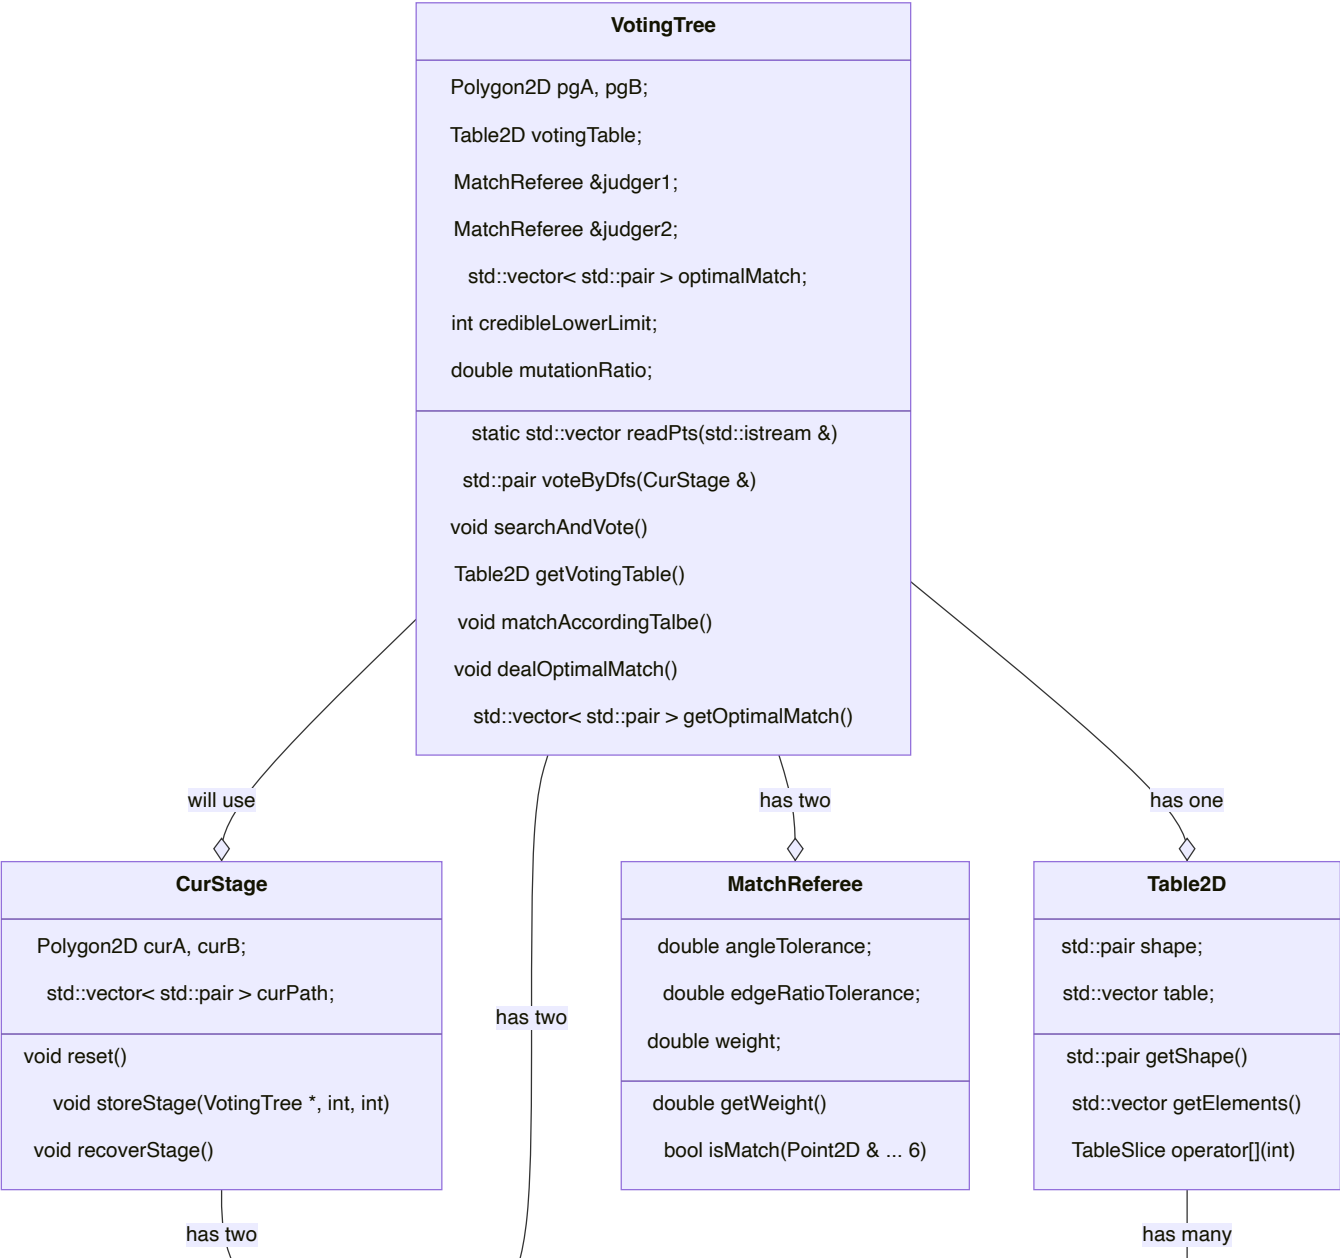 VotingTree
Polygon2D pgA, pgB;
Table2D votingTable;
MatchReferee &judger1;
MatchReferee &judger2;
std::vector< std::pair > optimalMatch;
int credibleLowerLimit;
double mutationRatio;
static std::vector readPts(std::istream &)
std::pair voteByDfs(CurStage &)
void searchAndVote()
Table2D getVotingTable()
void matchAccordingTalbe()
void dealOptimalMatch()
std::vector< std::pair > getOptimalMatch()
will use
has two
has one
CurStage
Polygon2D curA, curB;
std::vector< std::pair > curPath;
void reset()
void storeStage(VotingTree *, int, int)
void recoverStage()
has two
MatchReferee
double angleTolerance;
double edgeRatioTolerance;
double weight;
double getWeight()
bool isMatch(Point2D & ... 6)
Table2D
std::pair shape;
std::vector table;
std::pair getShape()
std::vector getElements()
TableSlice operator[](int)
has two
has many